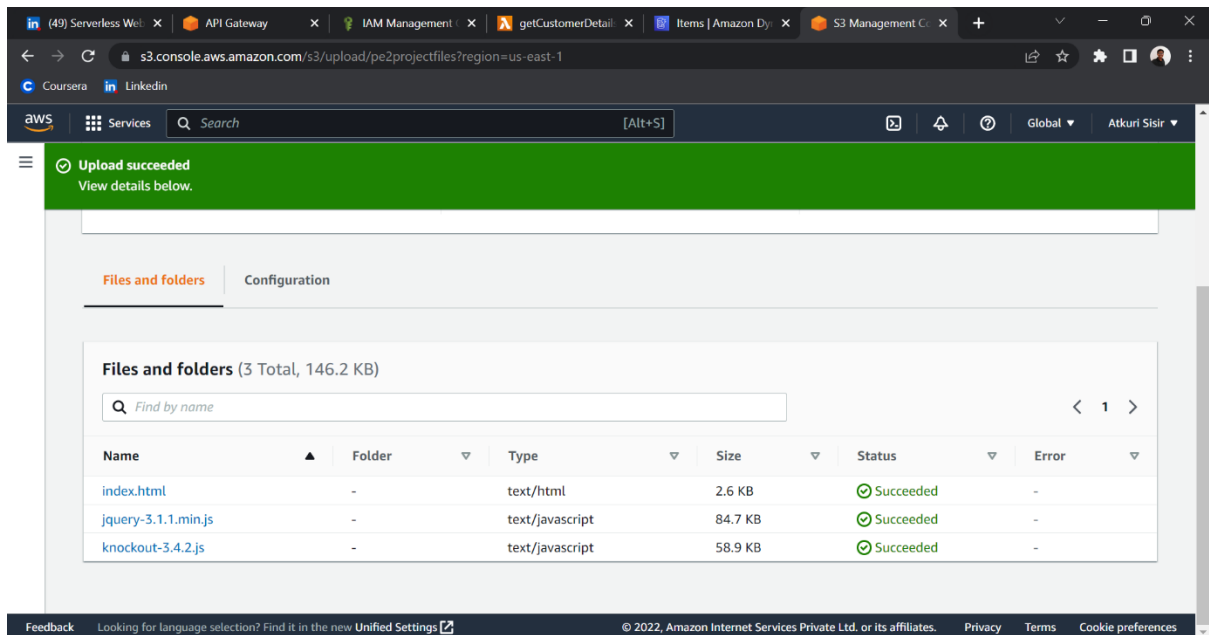 in (49) Serverless Web API Gateway IAM Management C getCustomerDetail Items | Amazon Dy S3 Management Co
s3.console.aws.amazon.com/s3/upload/pe2projectfiles?region=us-east-1
C Coursera in Linkedin
aws Services Search [Alt+S] Global Atkuri Sisir
Upload succeeded
View details below.
Files and folders Configuration
Files and folders (3 Total, 146.2 KB)
Find by name 1
Name Folder Type Size Status Error
index.html - text/html 2.6 KB Succeeded -
jquery-3.1.1.min.js - text/javascript 84.7 KB Succeeded -
knockout-3.4.2.js - text/javascript 58.9 KB Succeeded -
Feedback Looking for language selection? Find it in the new Unified Settings © 2022, Amazon Internet Services Private Ltd. or its affiliates. Privacy Terms Cookie preferences